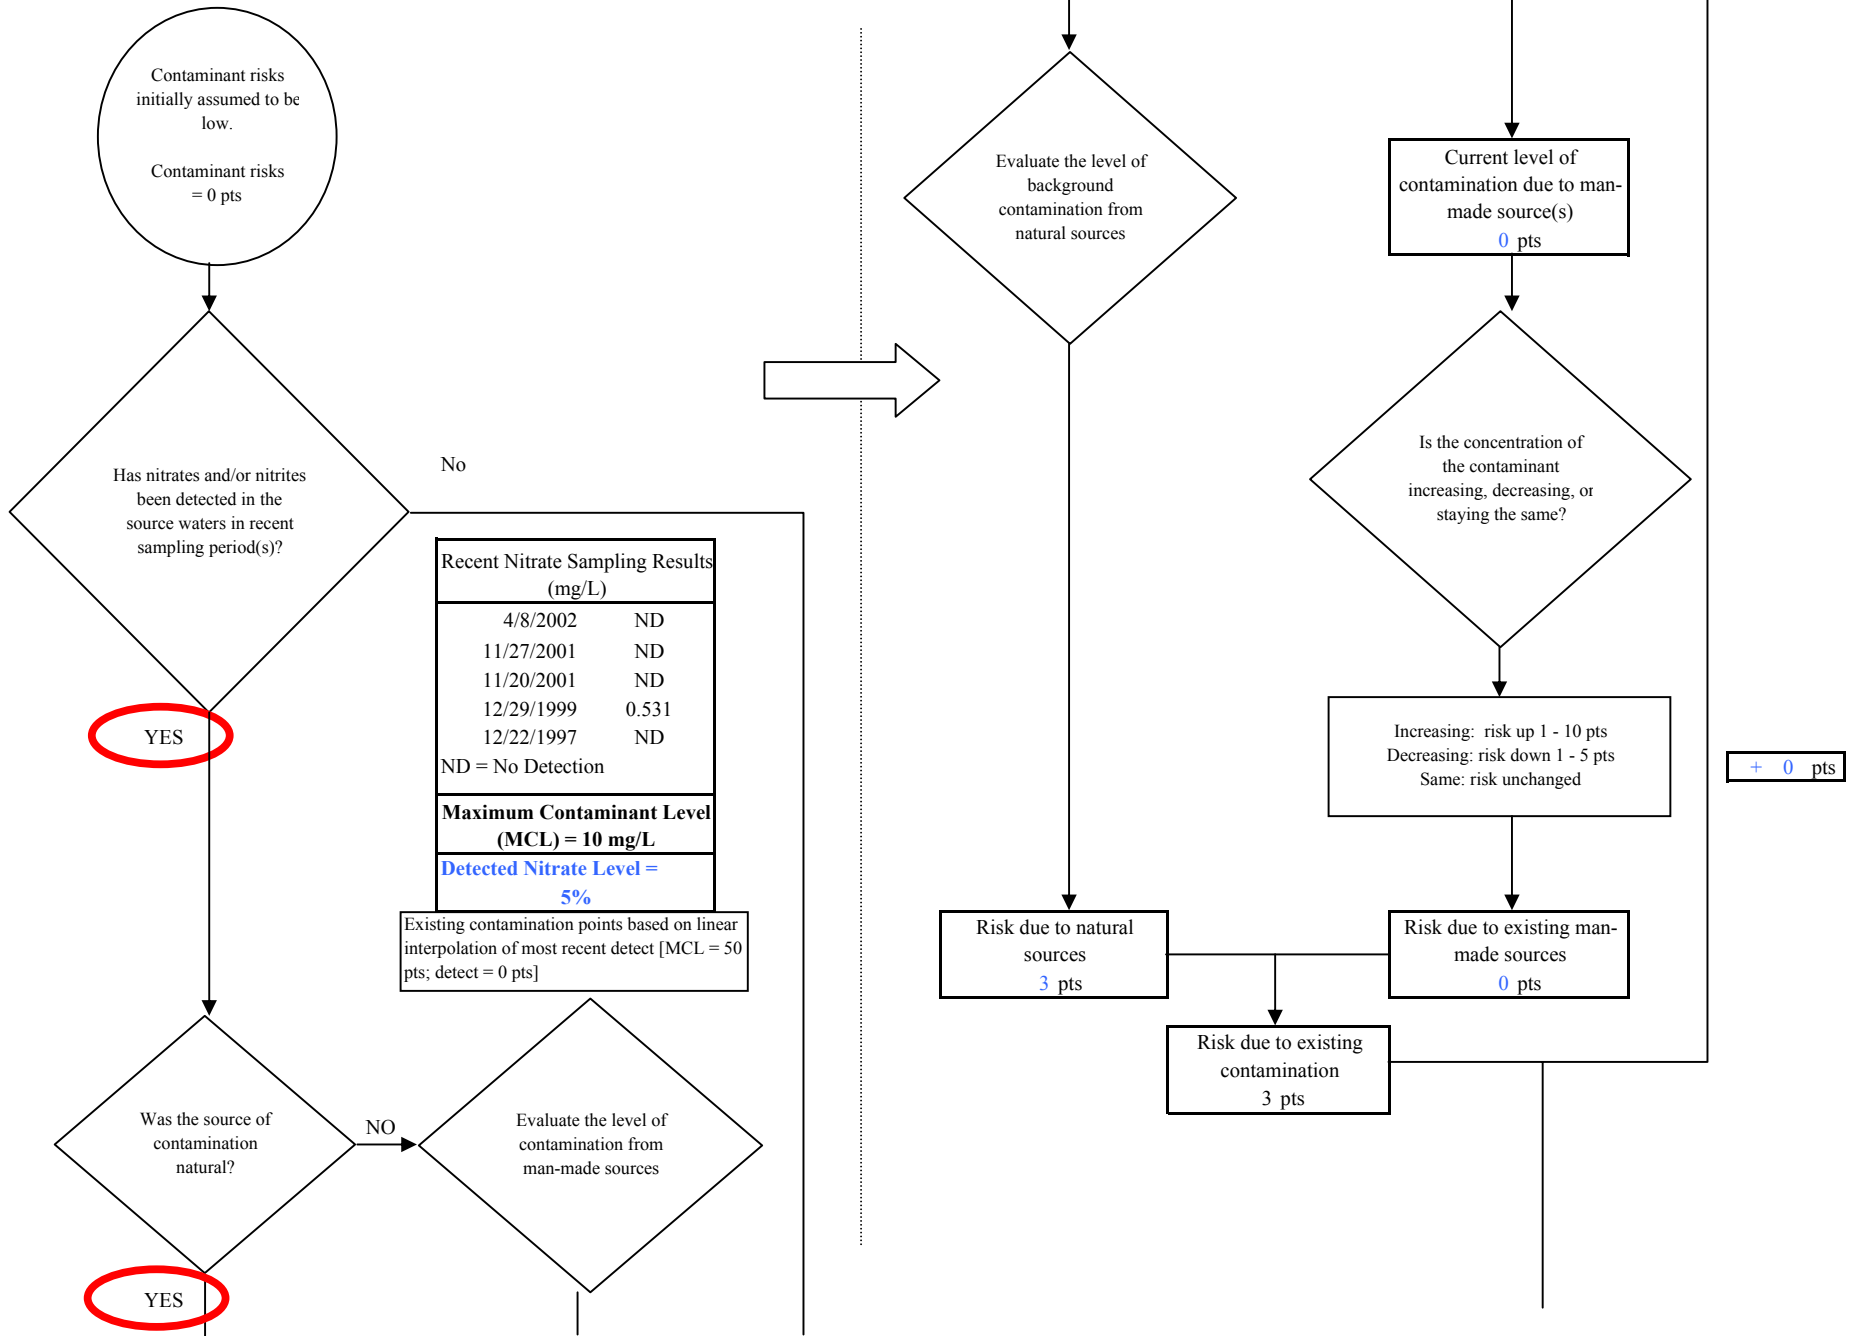 Contaminant risks
initially assumed to be
low.
Contaminant risks
= 0 pts
Has nitrates and/or nitrites
been detected in the
source waters in recent
sampling period(s)?
No
YES
Recent Nitrate Sampling Results
(mg/L)
4/8/2002 ND
11/27/2001 ND
11/20/2001 ND
12/29/1999 0.531
12/22/1997 ND
ND = No Detection
Maximum Contaminant Level
(MCL) = 10 mg/L
Detected Nitrate Level =
5%
Existing contamination points based on linear
interpolation of most recent detect [MCL = 50
pts; detect = 0 pts]
Was the source of
contamination
natural?
NO
YES
Evaluate the level of
contamination from
man-made sources
Evaluate the level of
background
contamination from
natural sources
Current level of
contamination due to man-
made source(s)
0 pts
Is the concentration of
the contaminant
increasing, decreasing, or
staying the same?
Increasing: risk up 1 - 10 pts
Decreasing: risk down 1 - 5 pts
Same: risk unchanged
+ 0 pts
Risk due to natural
sources
3 pts
Risk due to existing man-
made sources
0 pts
Risk due to existing
contamination
3 pts